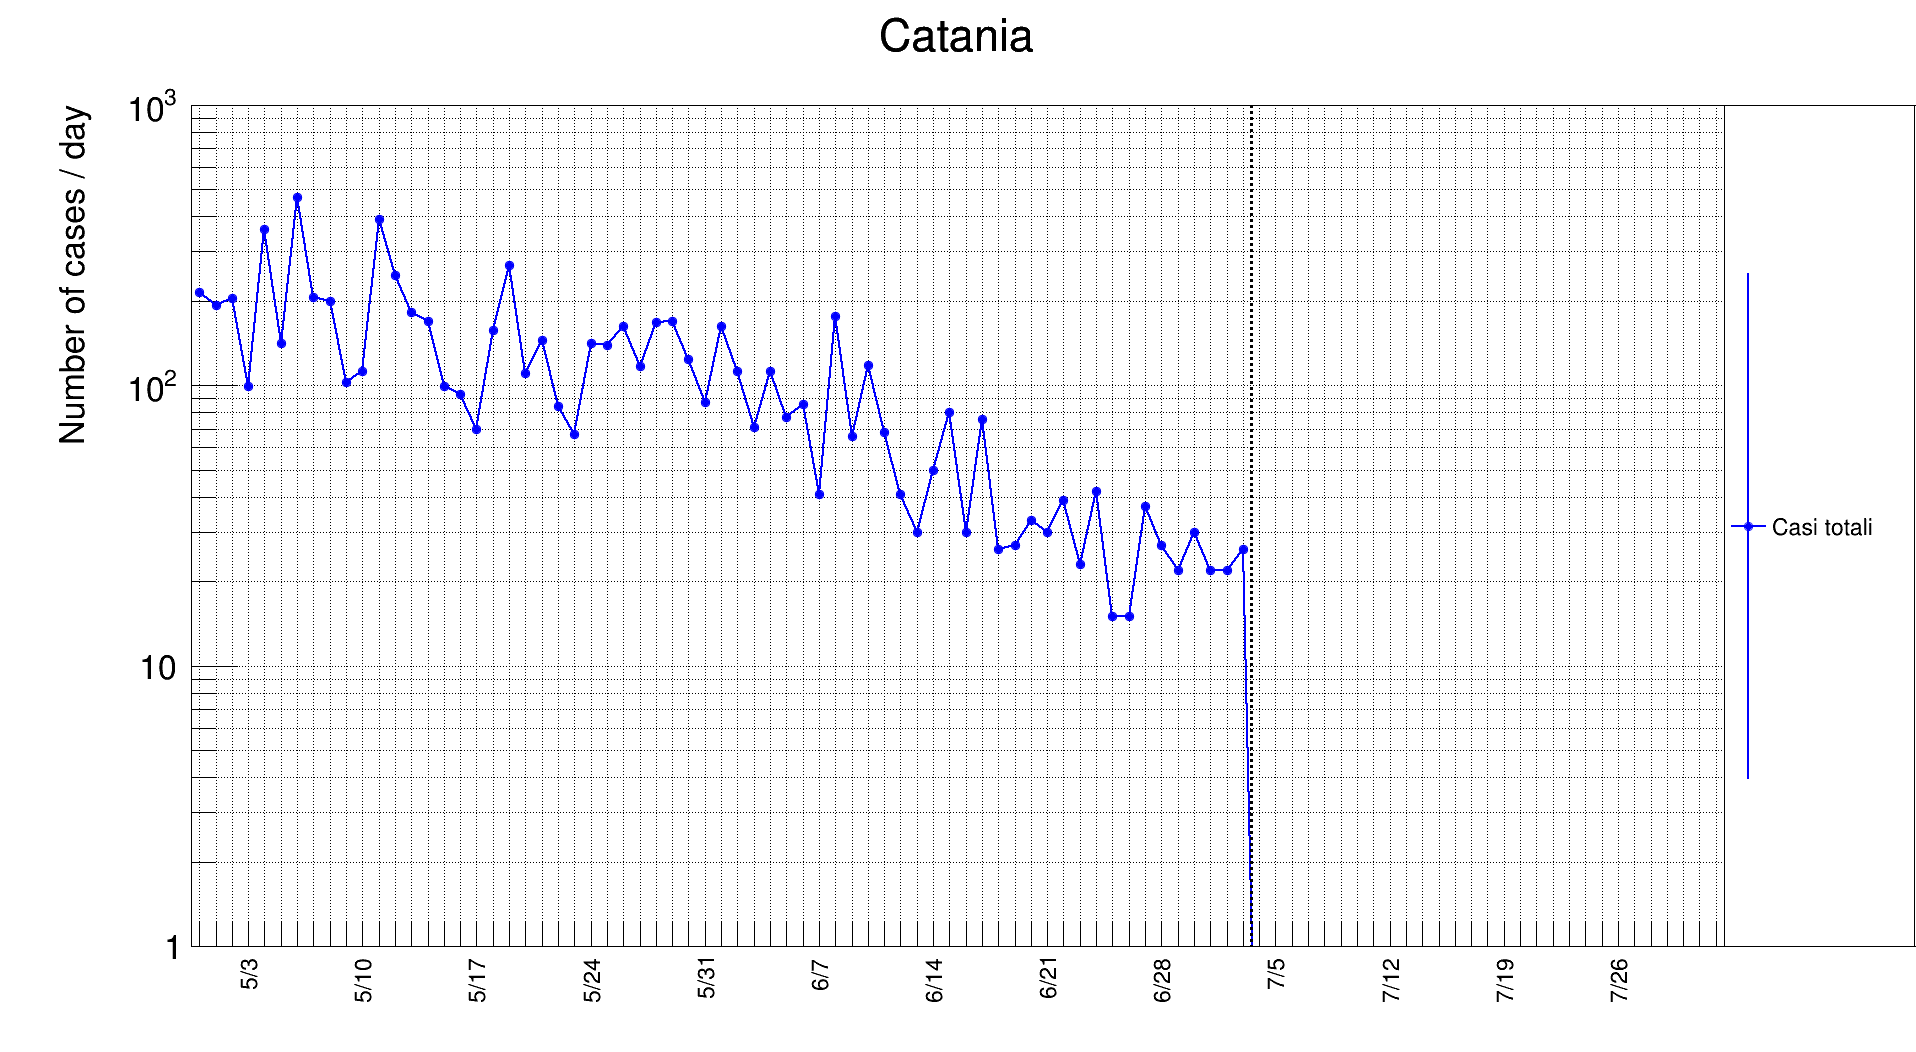 Catania
Number of cases / day
10³
10²
10
1
5/3 5/10 5/17 5/24 5/31 6/7 6/14 6/21 6/28 7/5 7/12 7/19 7/26
Casi totali